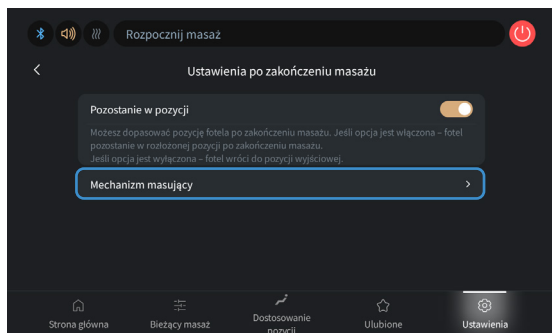 Rozpocznij masaż
Ustawienia po zakończeniu masażu
Pozostanie w pozycji
Możesz dopasować pozycję fotela po zakończeniu masażu. Jeśli opcja jest włączona – fotel
pozostanie w rozłożonej pozycji po zakończeniu masażu.
Jeśli opcja jest wyłączona – fotel wróci do pozycji wyjściowej.
Mechanizm masujący
Strona główna
Bieżący masaż
Dostosowanie
pozycji
Ulubione
Ustawienia